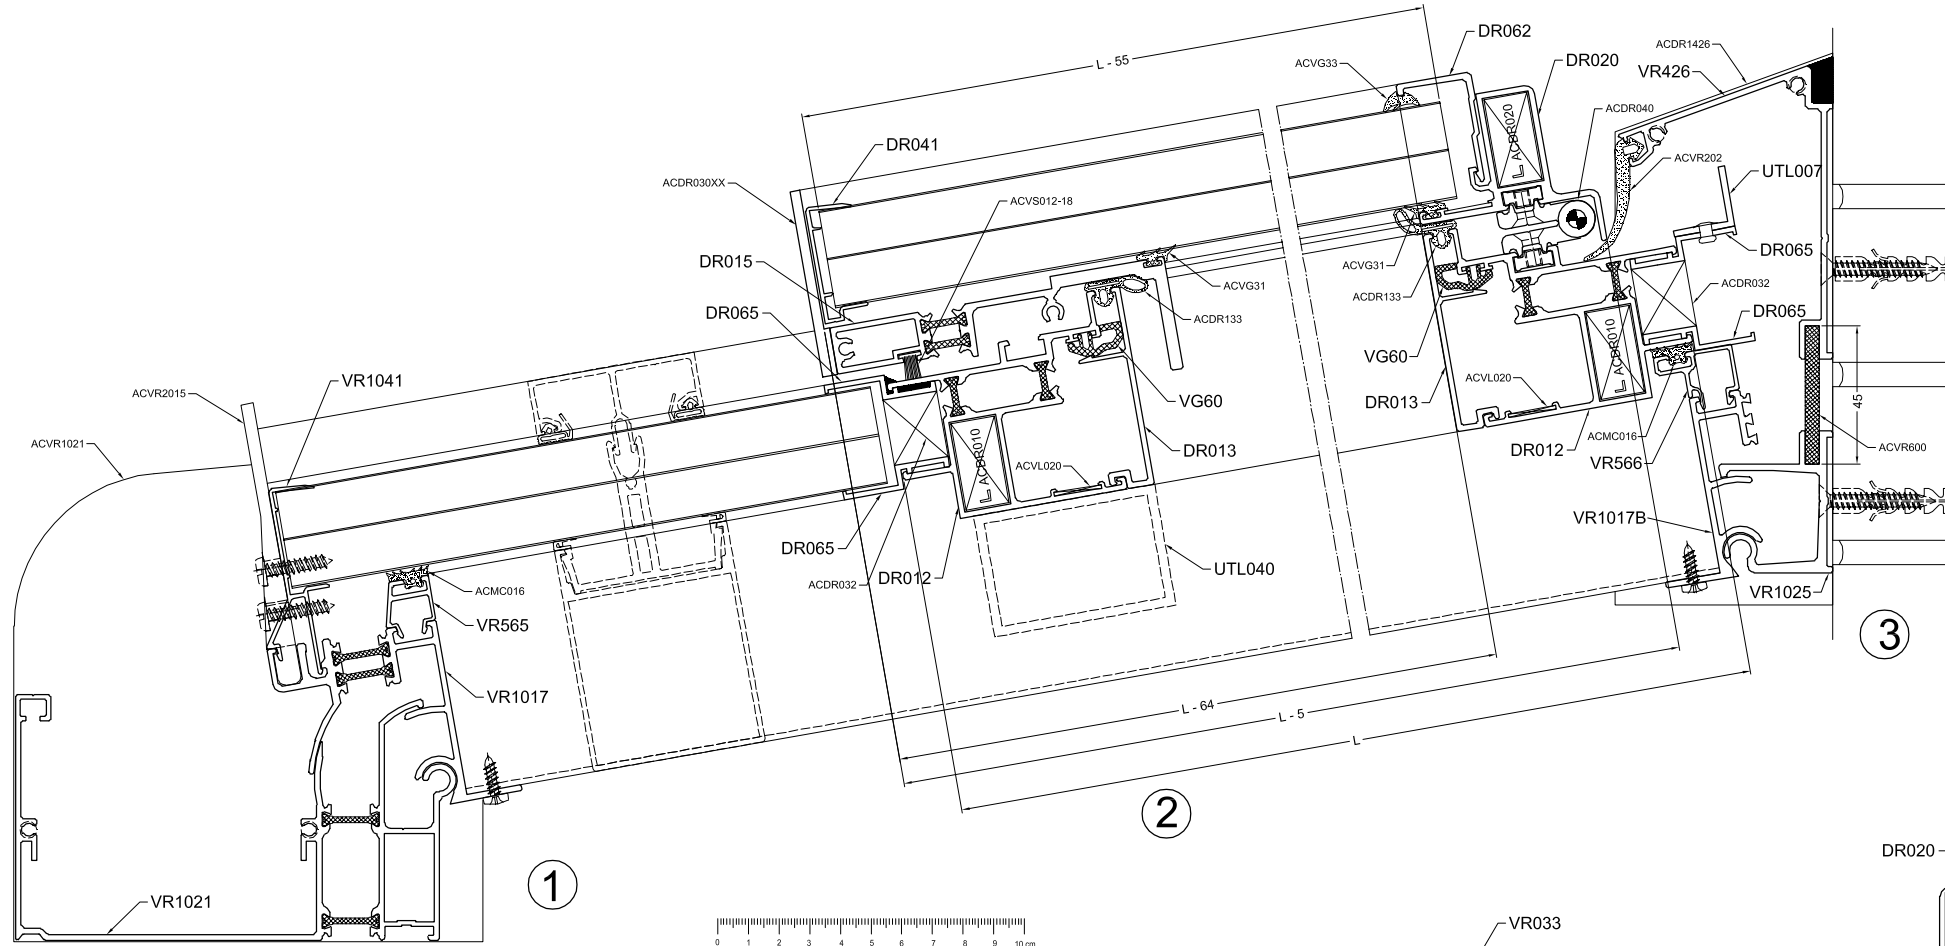 DR062
ACDR1426
L - 55
ACVG33
DR020
VR426
ACDR020
ACDR040
DR041
ACVR202
UTL007
ACDR030XX
ACVS012-18
DR015
ACVG31
ACVG31
DR065
ACDR032
ACDR133
DR065
ACDR133
DR065
VG60
ACBR010
VR1041
ACVL020
ACVR2015
VG60
DR013
45
ACVR1021
ACBR010
ACVL020
DR013
ACMC016
DR012
VR566
ACVR600
VR1017B
DR065
ACDR032
DR012
UTL040
ACMC016
VR1025
VR565
3
VR1017
L - 64
L - 5
L
2
1
DR020
VR1021
VR033
0 1 2 3 4 5 6 7 8 9 10 cm